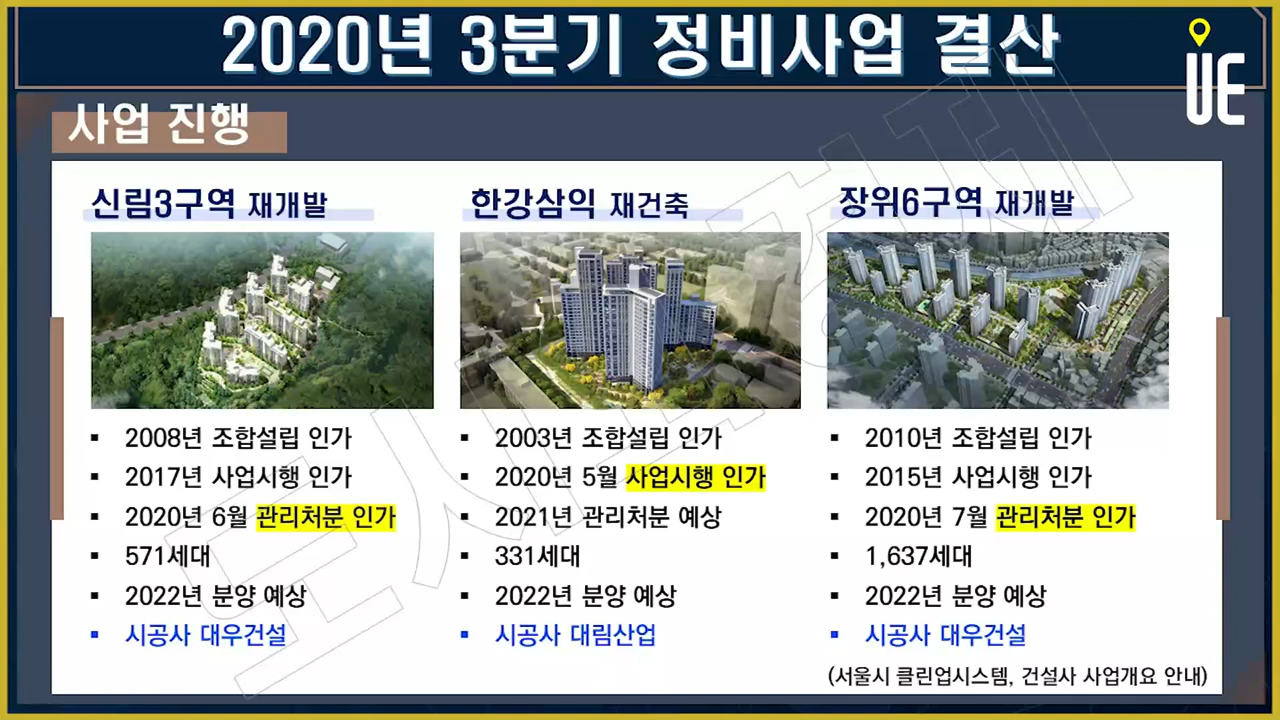 2020년 3분기 정비사업 결산
UE
사업 진행
신림3구역 재개발
▪ 2008년 조합설립 인가
▪ 2017년 사업시행 인가
▪ 2020년 6월 관리처분 인가
▪ 571세대
▪ 2022년 분양 예상
▪ 시공사 대우건설
한강삼익 재건축
▪ 2003년 조합설립 인가
▪ 2020년 5월 사업시행 인가
▪ 2021년 관리처분 예상
▪ 331세대
▪ 2022년 분양 예상
▪ 시공사 대림산업
장위6구역 재개발
▪ 2010년 조합설립 인가
▪ 2015년 사업시행 인가
▪ 2020년 7월 관리처분 인가
▪ 1,637세대
▪ 2022년 분양 예상
▪ 시공사 대우건설
(서울시 클린업시스템, 건설사 사업개요 안내)